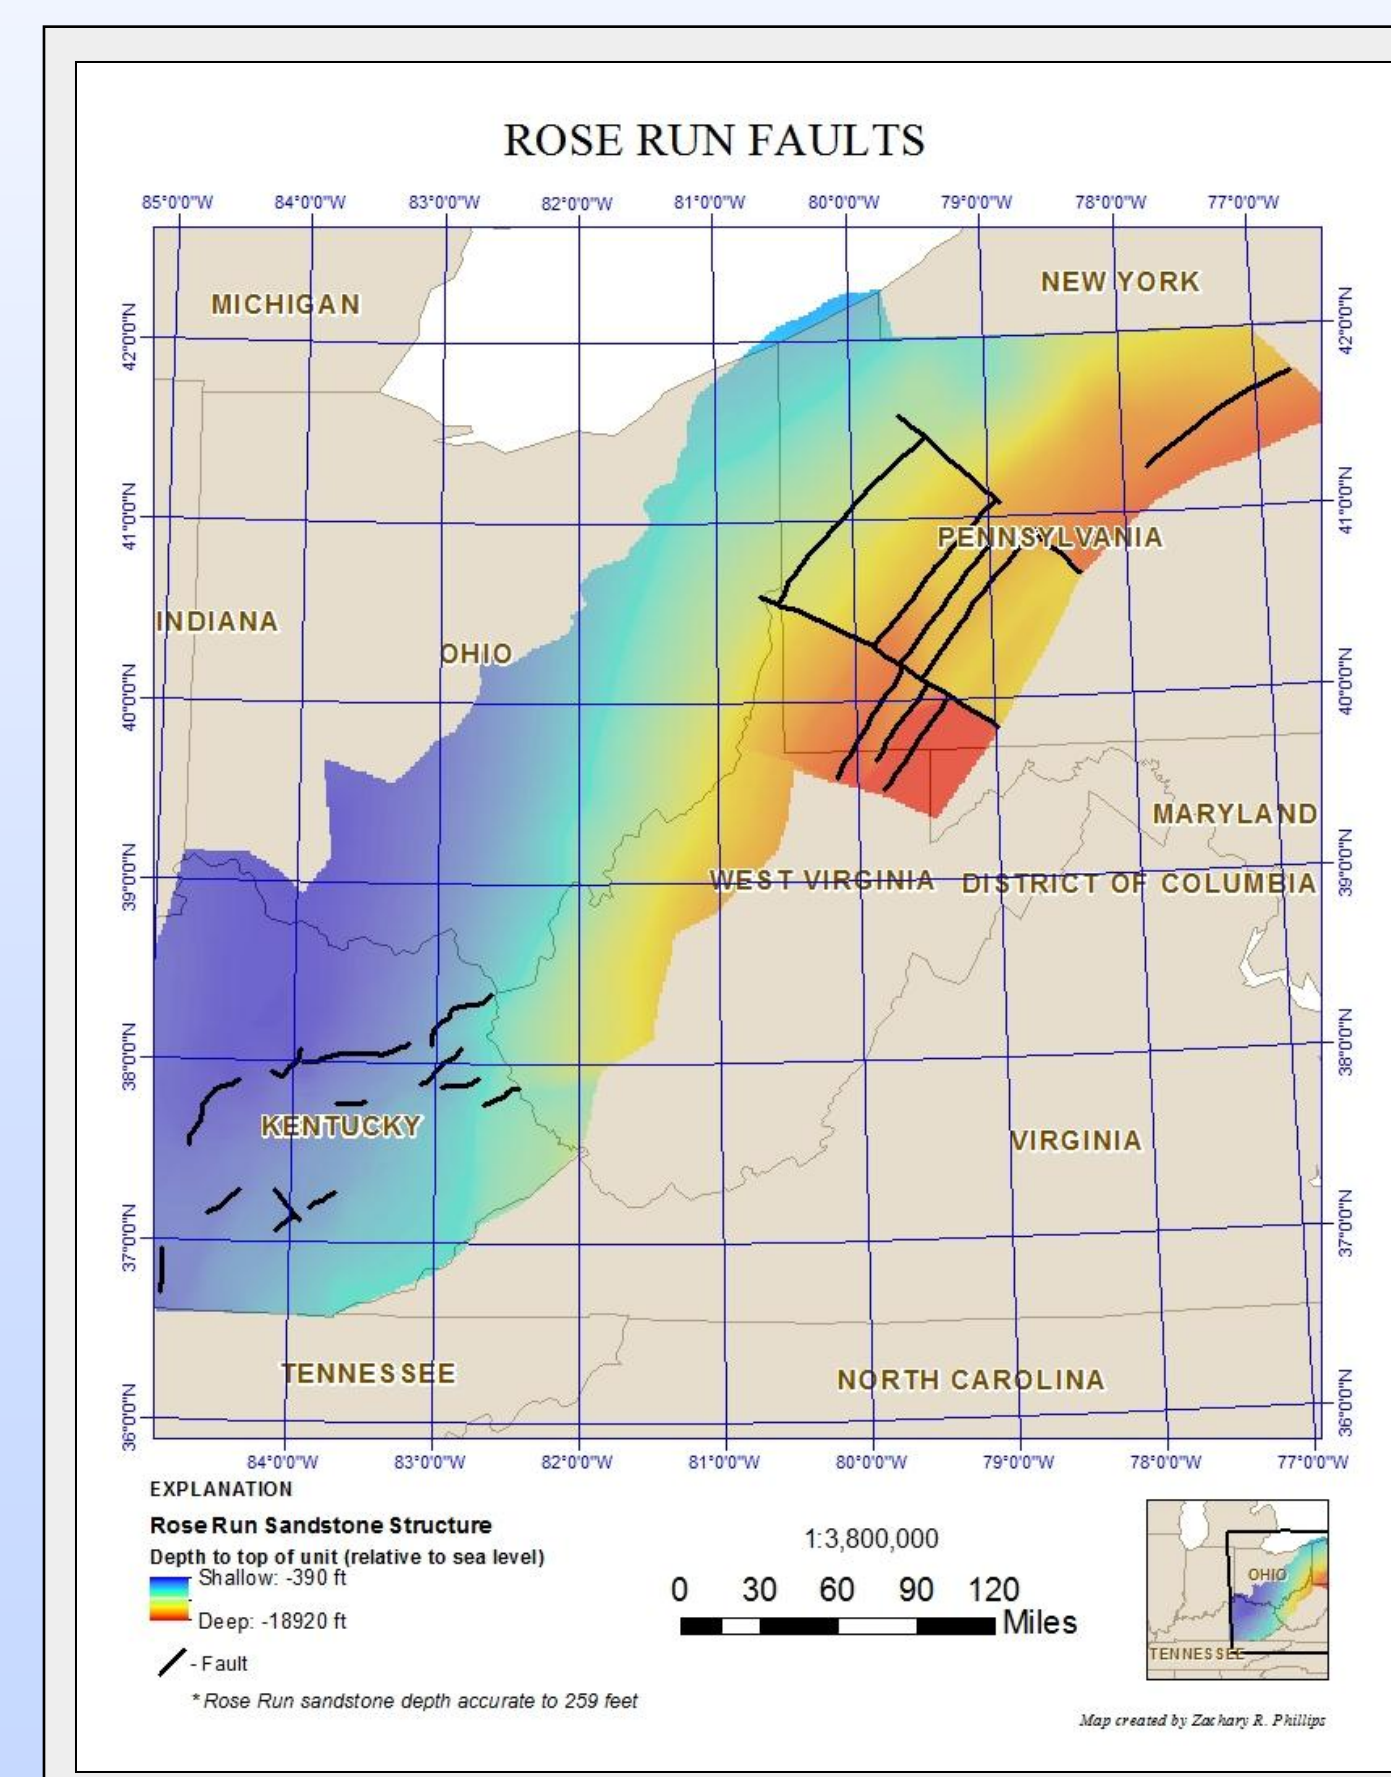 ROSE RUN FAULTS
85°0'0"W 84°0'0"W 83°0'0"W 82°0'0"W 81°0'0"W 80°0'0"W 79°0'0"W 78°0'0"W 77°0'0"W
MICHIGAN
NEW YORK
42°0'0"N
42°0'0"N
41°0'0"N
41°0'0"N
PENNSYLVANIA
INDIANA
OHIO
40°0'0"N
40°0'0"N
MARYLAND
39°0'0"N
WEST VIRGINIA
DISTRICT OF COLUMBIA
39°0'0"N
38°0'0"N
38°0'0"N
KENTUCKY
VIRGINIA
37°0'0"N
37°0'0"N
TENNESSEE
NORTH CAROLINA
36°0'0"N
36°0'0"N
84°0'0"W 83°0'0"W 82°0'0"W 81°0'0"W 80°0'0"W 79°0'0"W 78°0'0"W 77°0'0"W
EXPLANATION
Rose Run Sandstone Structure
Depth to top of unit (relative to sea level)
Shallow: -390 ft
Deep: -18920 ft
- Fault
* Rose Run sandstone depth accurate to 259 feet
1:3,800,000
0 30 60 90 120
Miles
OHIO
TENNESSEE
Map created by Zachary R. Phillips